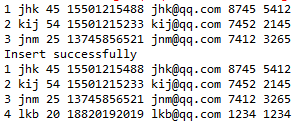 1 jhk 45 15501215488 jhk@qq.com 8745 5412
2 kij 54 15501215233 kij@qq.com 7452 2145
3 jnm 25 13745856521 jnm@qq.com 7412 3265
Insert successfully
1 jhk 45 15501215488 jhk@qq.com 8745 5412
2 kij 54 15501215233 kij@qq.com 7452 2145
3 jnm 25 13745856521 jnm@qq.com 7412 3265
4 lkb 20 18820192019 lkb@qq.com 1234 1234